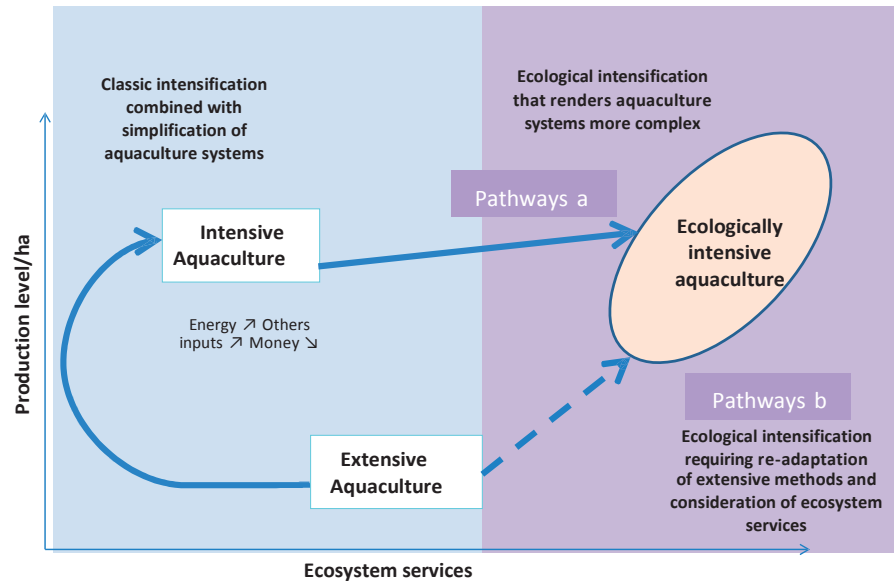 Classic intensification
combined with
simplification of
aquaculture systems
Ecological intensification
that renders aquaculture
systems more complex
Pathways a
Intensive
Aquaculture
Ecologically
intensive
aquaculture
Energy ↗ Others
inputs ↗ Money ↘
Production level/ha
Pathways b
Extensive
Aquaculture
Ecological intensification
requiring re-adaptation
of extensive methods and
consideration of ecosystem
services
Ecosystem services